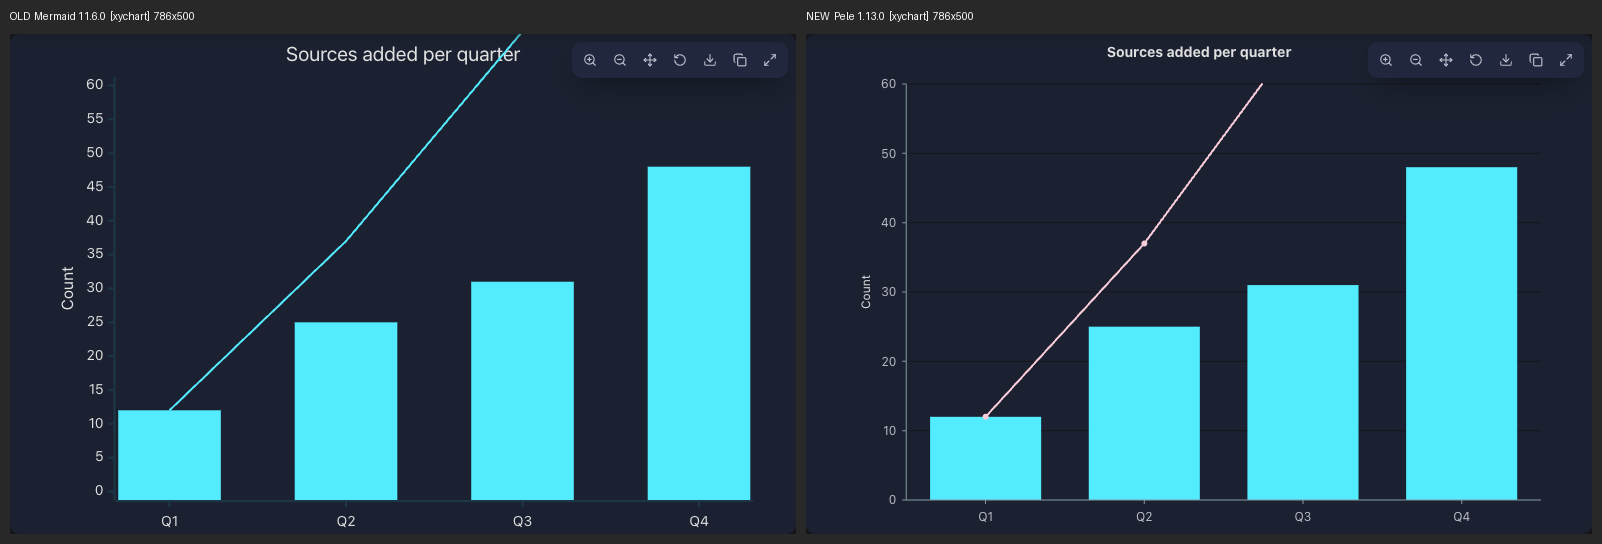 OLD Mermaid 11.6.0 [xychart] 786x500
Sources added per quarter
60
55
50
45
40
35
30
25
20
15
10
5
0
Count
Q1 Q2 Q3 Q4
NEW Pele 1.13.0 [xychart] 786x500
Sources added per quarter
60
50
40
30
20
10
0
Count
Q1 Q2 Q3 Q4